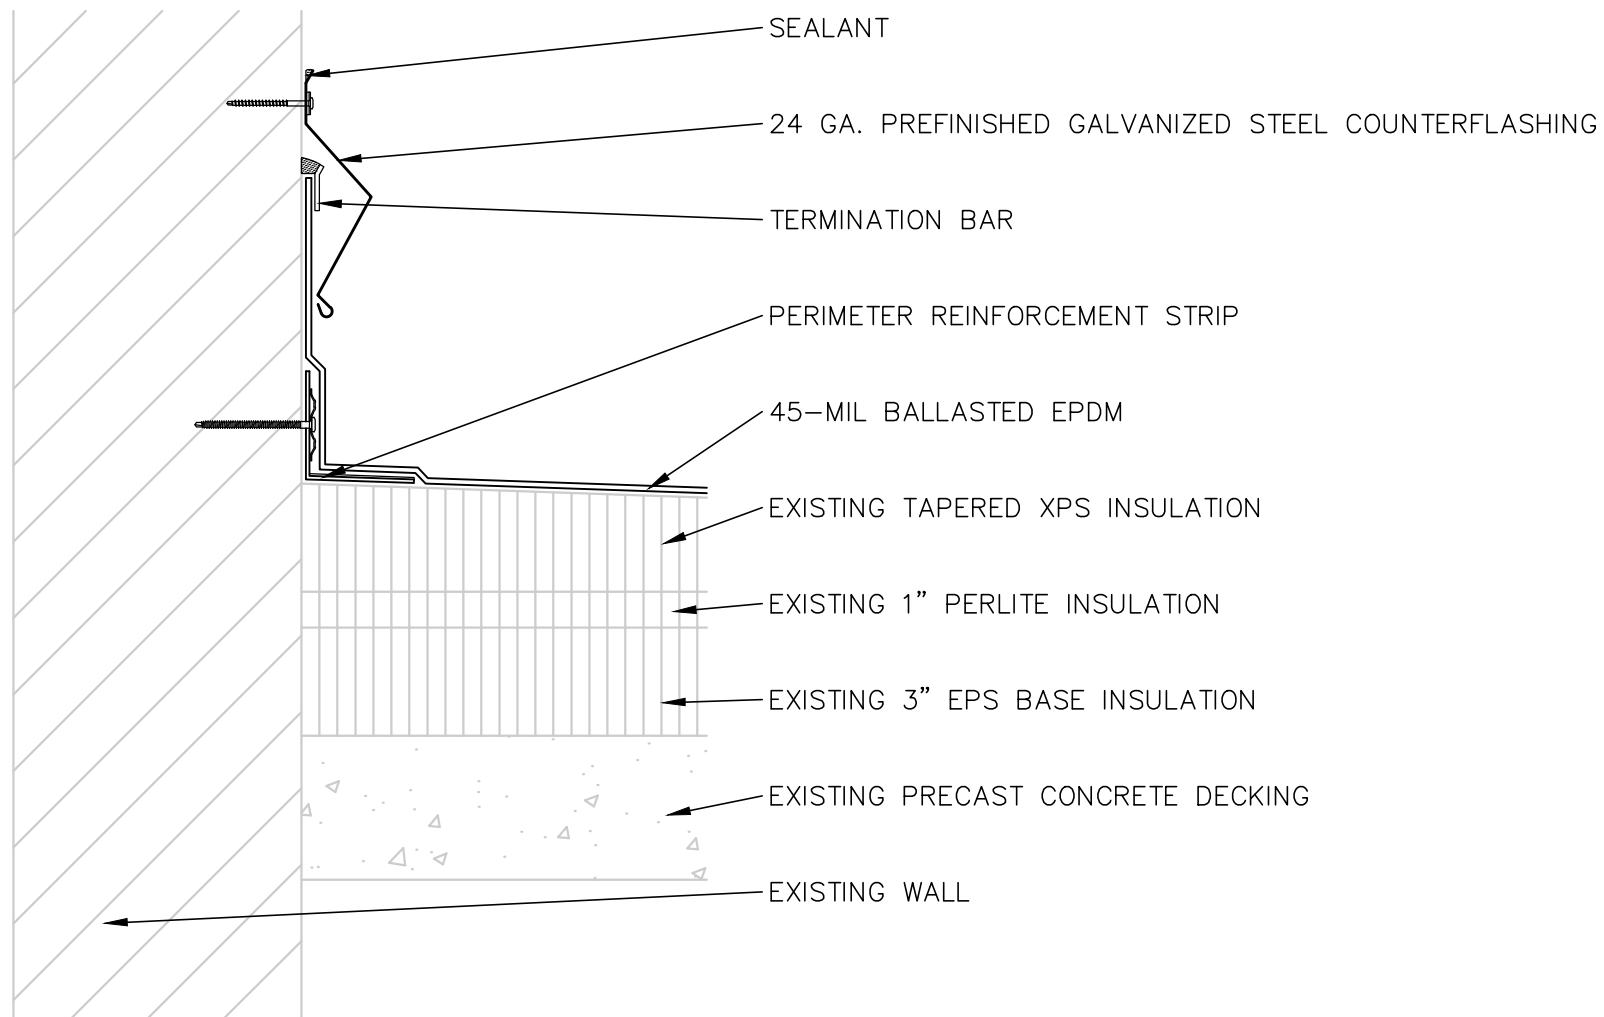 SEALANT
24 GA. PREFINISHED GALVANIZED STEEL COUNTERFLASHING
TERMINATION BAR
PERIMETER REINFORCEMENT STRIP
45-MIL BALLASTED EPDM
EXISTING TAPERED XPS INSULATION
EXISTING 1" PERLITE INSULATION
EXISTING 3" EPS BASE INSULATION
EXISTING PRECAST CONCRETE DECKING
EXISTING WALL